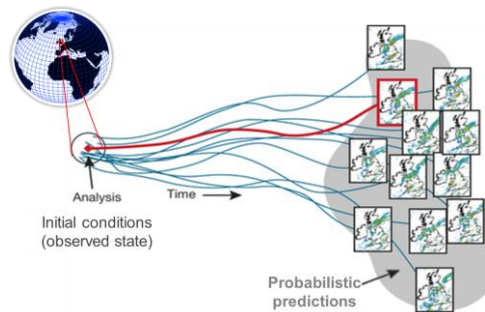 Analysis
Time
Initial conditions
(observed state)
Probabilistic
predictions